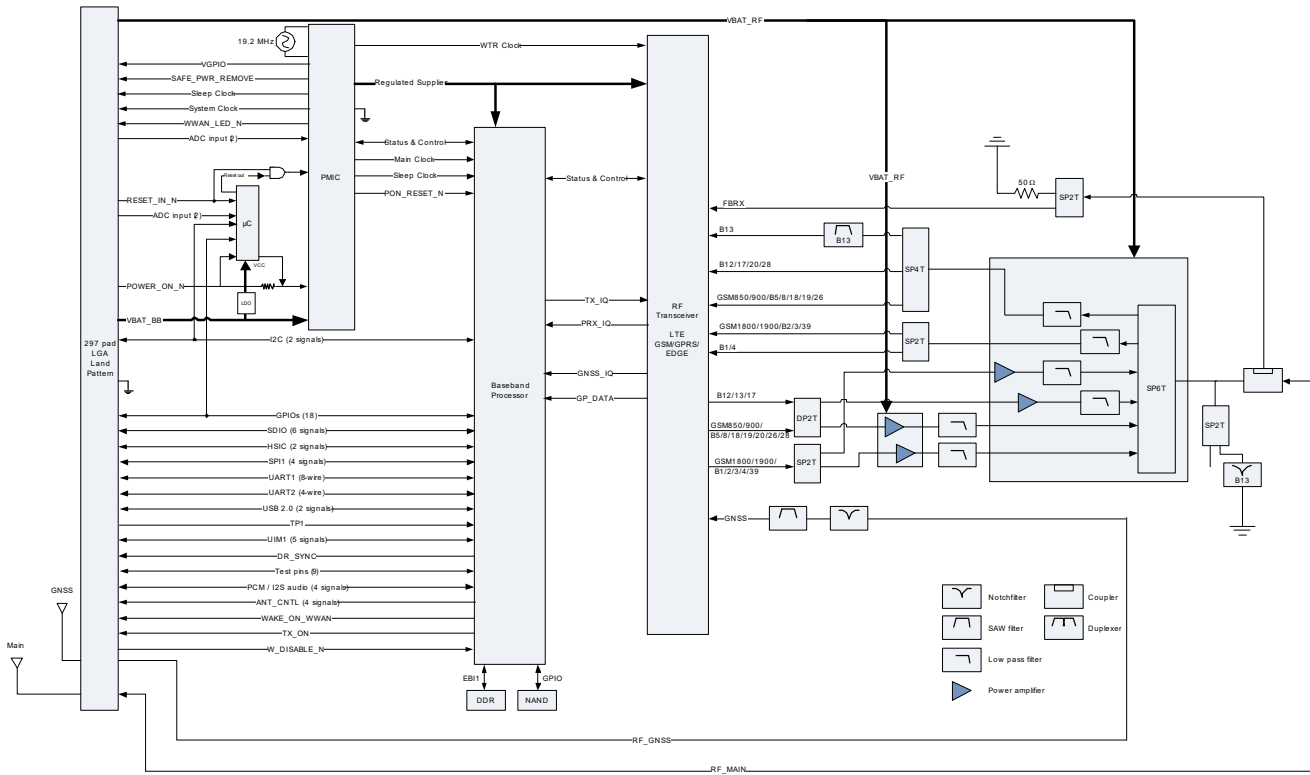 VBAT_RF
19.2 MHz
WTR Clock
VGPIO
SAFE_PWR_REMOVE
Sleep Clock
System Clock
WWAN_LED_N
ADC input (2)
Regulated Supplies
PMIC
Status & Control
Main Clock
Sleep Clock
PON_RESET_N
Reset out
RESET_IN_N
ADC input (2)
µC
VCC
POWER_ON_N
LDO
VBAT_BB
I2C (2 signals)
297 pad
LGA
Land
Pattern
GPIOs (18)
SDIO (6 signals)
HSIC (2 signals)
SPI1 (4 signals)
UART1 (8-wire)
UART2 (4-wire)
USB 2.0 (2 signals)
TP1
UIM1 (5 signals)
DR_SYNC
Test pins (9)
PCM / I2S audio (4 signals)
ANT_CNTL (4 signals)
WAKE_ON_WWAN
TX_ON
W_DISABLE_N
GNSS
Main
Baseband
Processor
EBI1
GPIO
DDR
NAND
Status & Control
TX_IQ
PRX_IQ
GNSS_IQ
GP_DATA
RF
Transceiver
LTE
GSM/GPRS/
EDGE
VBAT_RF
50 Ω
SP2T
FBRX
B13
B13
B12/17/20/28
SP4T
GSM850/900/B5/8/18/19/26
GSM1800/1900/B2/3/39
SP2T
B1/4
B12/13/17
DP2T
GSM850/900/
B5/8/18/19/20/26/28
GSM1800/1900/
B1/2/3/4/39
SP2T
SP6T
SP2T
B13
GNSS
Notchfilter
Coupler
SAW filter
Duplexer
Low pass filter
Power amplifier
RF_GNSS
RF_MAIN